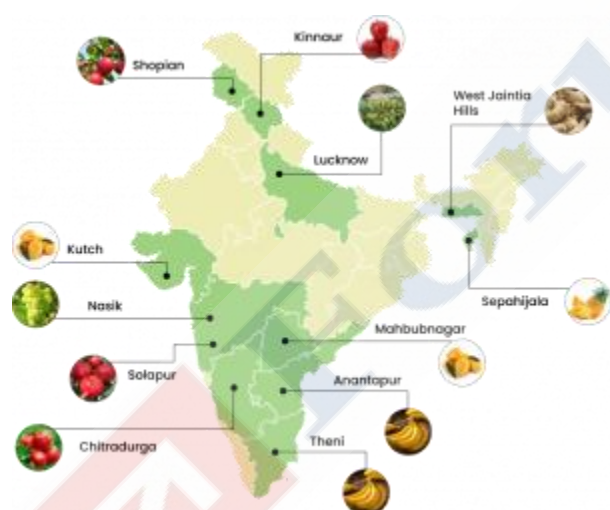 Kinnaur
Shopian
West Jaintia
Hills
Lucknow
Kutch
Sepahijala
Nasik
Mahbubnagar
Solapur
Anantapur
Chitradurga
Theni